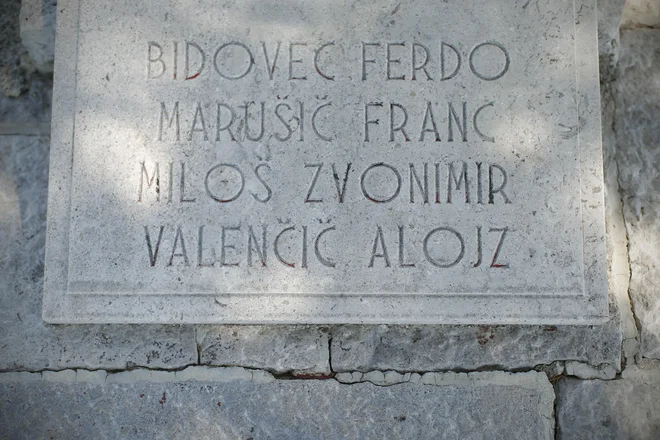 BIDOVEC FERDO
MARUŠIČ FRANC
MILOŠ ZVONIMIR
VALENČIČ ALOJZ